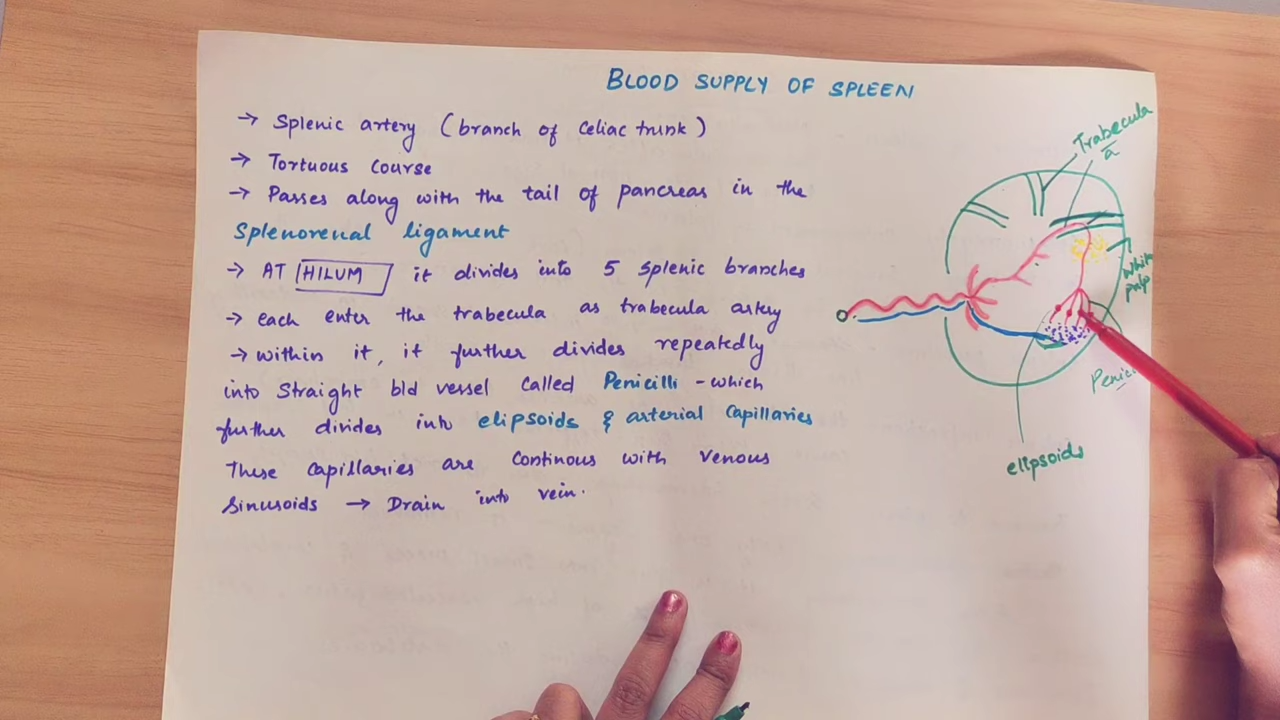 BLOOD SUPPLY OF SPLEEN
→ Splenic artery (branch of Celiac trunk)
→ Tortuous course
→ Passes along with the tail of pancreas in the
Splenorenal ligament
→ AT HILUM it divides into 5 splenic branches
→ each enter the trabecula as trabecula artery
→ within it, it further divides repeatedly
into straight bld vessel called Penicilli - which
further divides into elipsoids & arterial capillaries
These capillaries are continous with venous
sinusoids → Drain into vein.
Trabecula
a
White
pulp
elipsoids